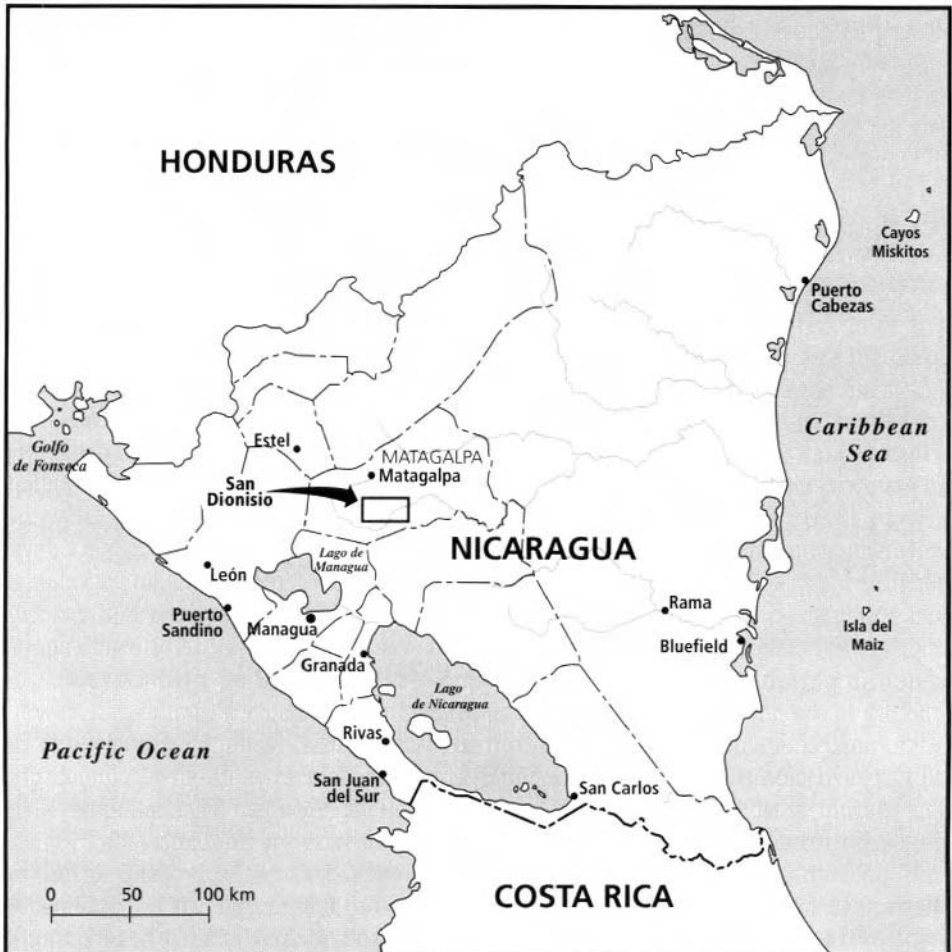 HONDURAS
Cayos
Miskitos
Puerto
Cabezas
Golfo
de Fonseca
Estel
MATAGALPA
Matagalpa
Caribbean
Sea
San
Dionisio
NICARAGUA
Lago de
Managua
León
Puerto
Sandino
Managua
Rama
Isla del
Maiz
Bluefield
Granada
Lago
de Nicaragua
Rivas
Pacific Ocean
San Juan
del Sur
San Carlos
0 50 100 km
COSTA RICA